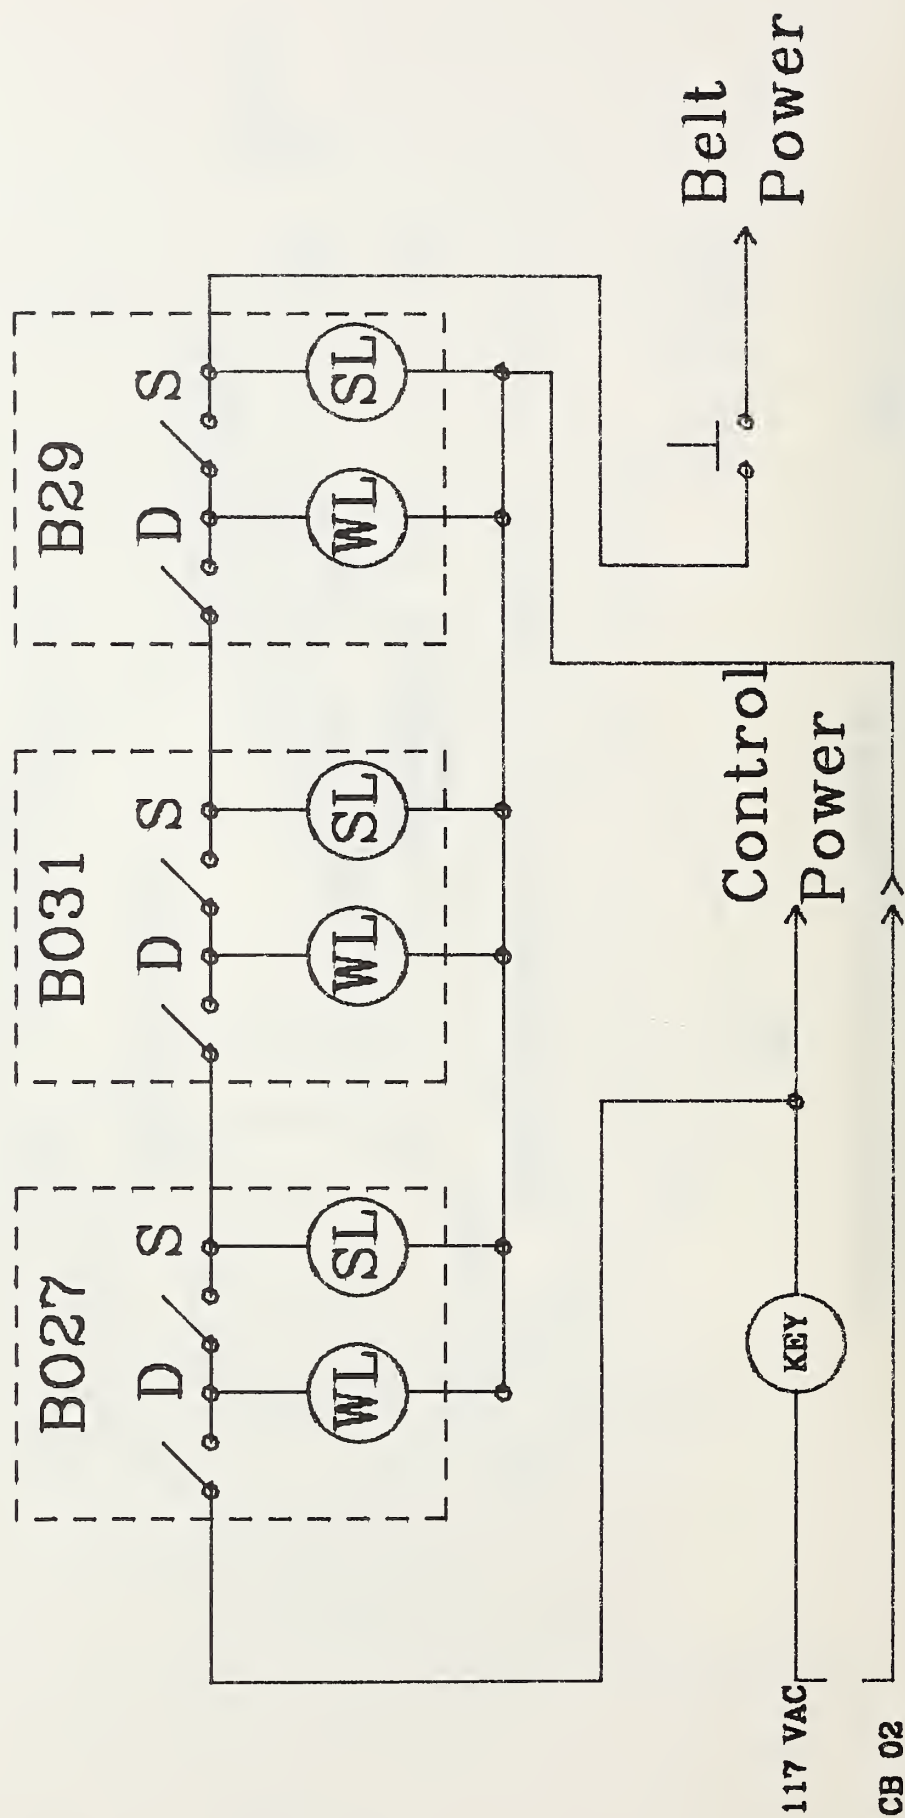 B027
B031
B29
D
S
D
S
D
S
WL
SL
WL
SL
WL
SL
Belt
Power
Control
Power
KEY
117 VAC
CB 02